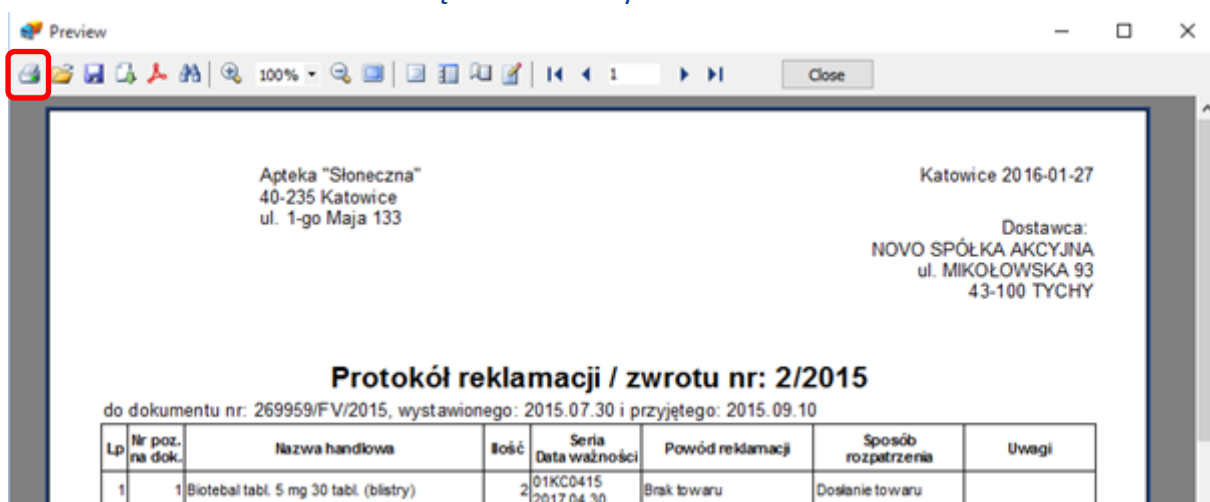 Preview
100%
1
Close
Apteka "Słoneczna"
40-235 Katowice
ul. 1-go Maja 133
Katowice 2016-01-27
Dostawca:
NOVO SPÓŁKA AKCYJNA
ul. MIKOŁOWSKA 93
43-100 TYCHY
Protokół reklamacji / zwrotu nr: 2/2015
do dokumentu nr: 269959/FV/2015, wystawionego: 2015.07.30 i przyjętego: 2015.09.10
Lp Nr poz. na dok. Nazwa handlowa Ilość Seria Data ważności Powód reklamacji Sposób rozpatrzenia Uwagi
1 1 Biotebal tabl. 5 mg 30 tabl. (blistry) 2 01KC0415 2017.04.30 Brak towaru Dosłanie towaru